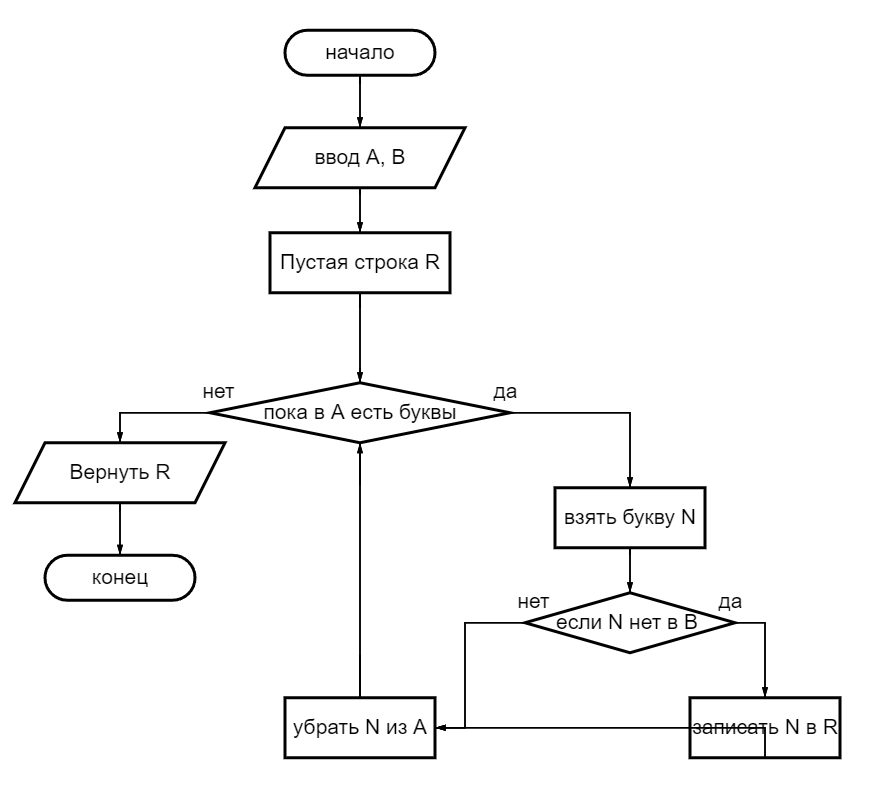 начало
ввод A, B
Пустая строка R
пока в A есть буквы
нет
да
Вернуть R
конец
взять букву N
если N нет в B
нет
да
убрать N из A
записать N в R